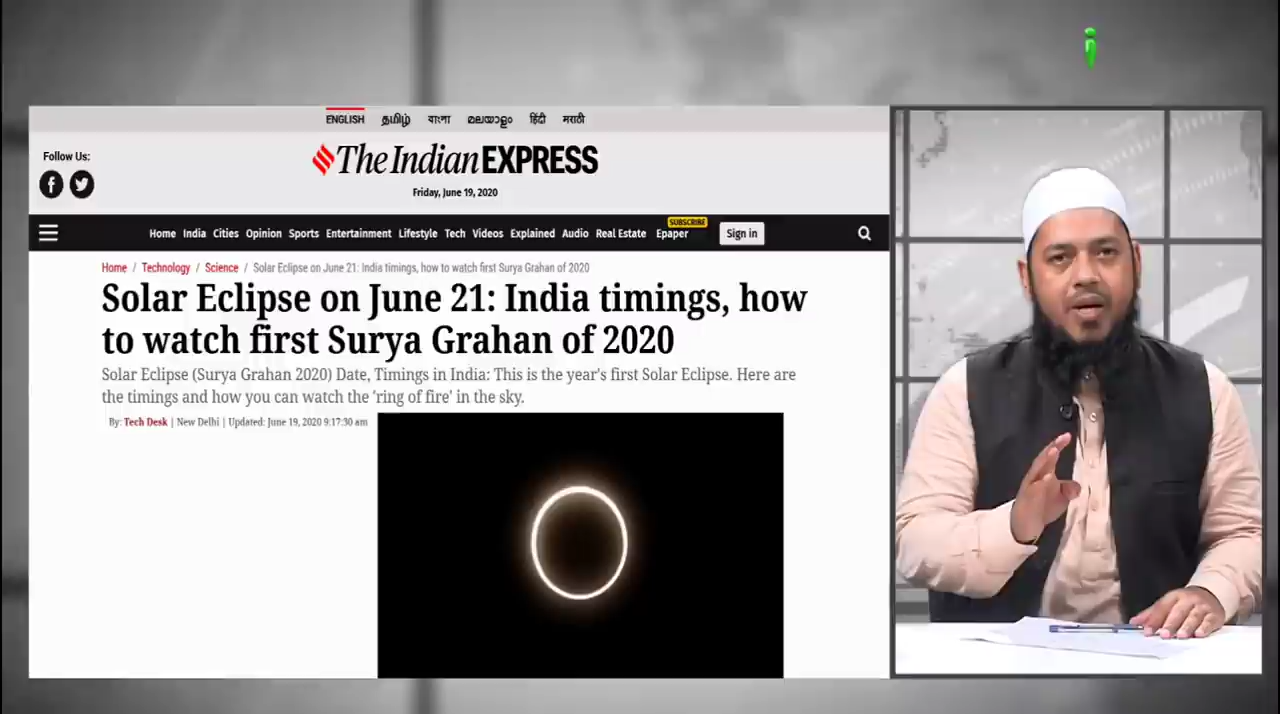 ENGLISH தமிழ் বাংলা മലയാളം हिंदी मराठी
Follow Us:
The Indian EXPRESS
Friday, June 19, 2020
Home India Cities Opinion Sports Entertainment Lifestyle Tech Videos Explained Audio Real Estate Epaper SUBSCRIBE Sign in
Home / Technology / Science / Solar Eclipse on June 21: India timings, how to watch first Surya Grahan of 2020
Solar Eclipse on June 21: India timings, how
to watch first Surya Grahan of 2020
Solar Eclipse (Surya Grahan 2020) Date, Timings in India: This is the year's first Solar Eclipse. Here are
the timings and how you can watch the 'ring of fire' in the sky.
By: Tech Desk | New Delhi | Updated: June 19, 2020 9:17:30 am
i